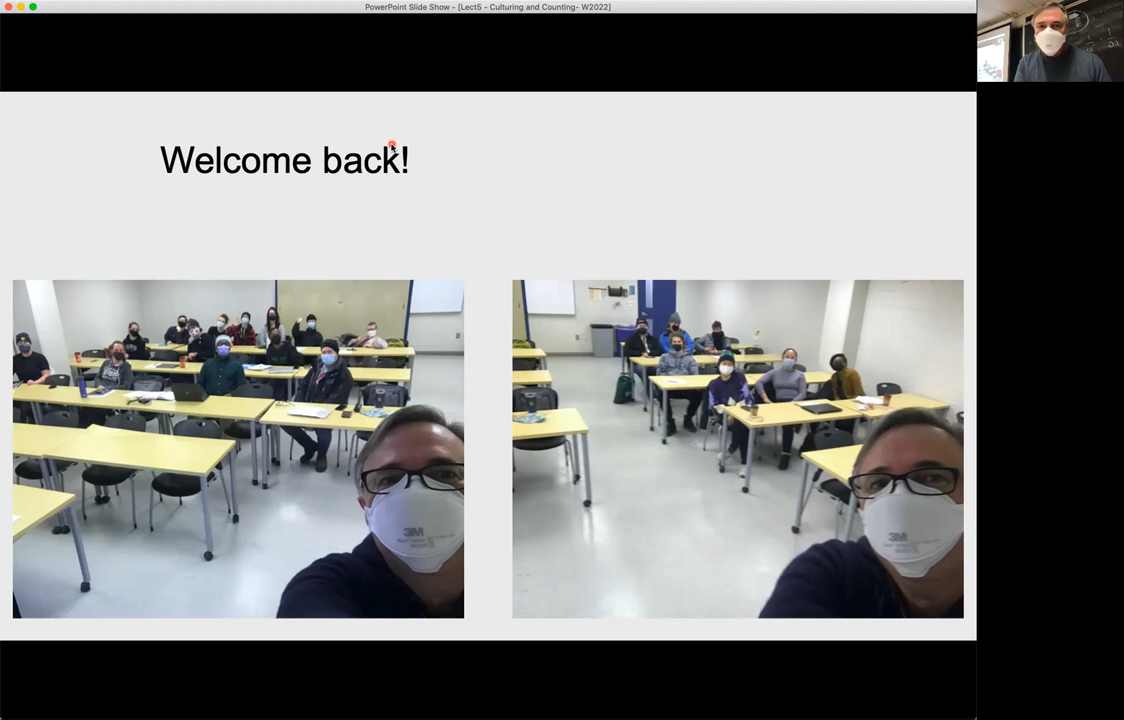 PowerPoint Slide Show - [Lect5 - Culturing and Counting- W2022]
Welcome back!
3M
3M